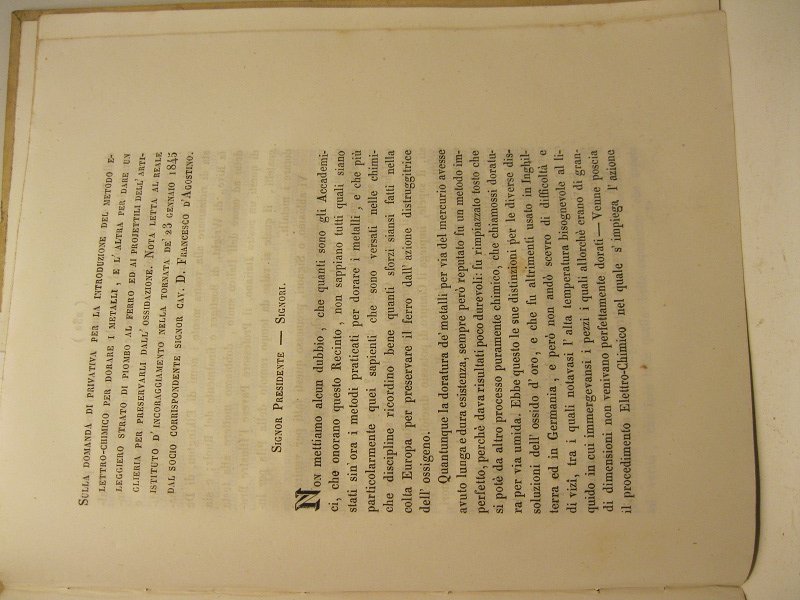 Sulla domanda di privativa per la introduzione del metodo e-
lettro-chimico per dorare i metalli, e l'altra per dare un
leggiero strato di piombo al ferro ed ai projettili dell'arti-
glieria per preservarli dall'ossidazione. Nota letta al reale
istituto d'incoraggiamento nella tornata de' 23 gennaio 1845
dal socio corrispondente signor cav. D. Francesco d'Agostino.
Signor Presidente — Signori.
Non mettiamo alcun dubbio, che quanti sono gli Accademi-
ci, che onorano questo Recinto, non sappiano tutti quali siano
stati sin'ora i metodi praticati per dorare i metalli, e che più
particolarmente quei sapienti che sono versati nelle chimi-
che discipline ricordino bene quanti sforzi siansi fatti nella
colta Europa per preservare il ferro dall'azione distruggitrice
dell'ossigeno.
Quantunque la doratura de' metalli per via del mercurio avesse
avuto lunga e dura esistenza, sempre però reputato fu un metodo im-
perfetto, perchè dava risultati poco durevoli: fu rimpiazzato tosto che
si potè da altro processo puramente chimico, che chiamossi doratu-
ra per via umida. Ebbe questo le sue distinzioni per le diverse dis-
soluzioni dell'ossido d'oro, e che fu altrimenti usato in Inghil-
terra ed in Germania, e però non andò scevro di difficoltà e
di vizî, tra i quali notavasi l'alta temperatura bisognevole al li-
quido in cui immergevansi i pezzi i quali allorchè erano di gran-
di dimensioni non venivano perfettamente dorati — Venne poscia
il procedimento Elettro-Chimico nel quale s'impiega l'azione